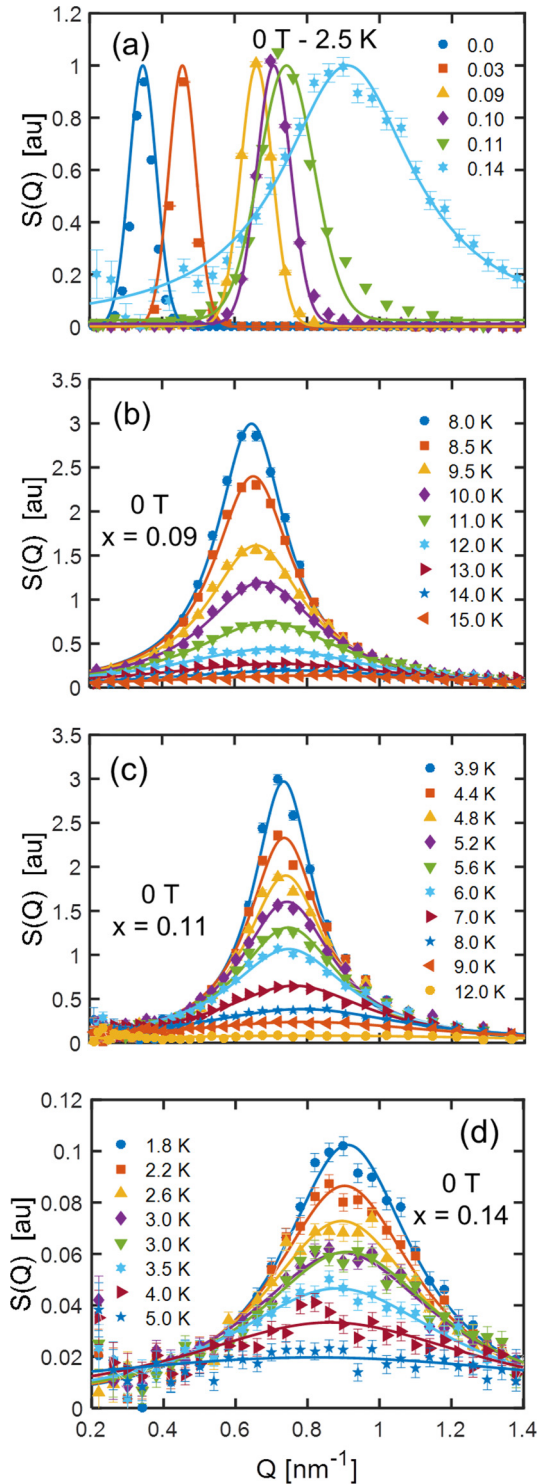 (a)
0 T - 2.5 K
0.0
0.03
0.09
0.10
0.11
0.14
S(Q) [au]
1
0.8
0.6
0.4
0.2
0
(b)
0 T
x = 0.09
8.0 K
8.5 K
9.5 K
10.0 K
11.0 K
12.0 K
13.0 K
14.0 K
15.0 K
S(Q) [au]
3.5
3
2.5
2
1.5
1
0.5
0
(c)
0 T
x = 0.11
3.9 K
4.4 K
4.8 K
5.2 K
5.6 K
6.0 K
7.0 K
8.0 K
9.0 K
12.0 K
S(Q) [au]
3.5
3
2.5
2
1.5
1
0.5
0
(d)
0 T
x = 0.14
1.8 K
2.2 K
2.6 K
3.0 K
3.0 K
3.5 K
4.0 K
5.0 K
S(Q) [au]
0.12
0.1
0.08
0.06
0.04
0.02
0
0.2 0.4 0.6 0.8 1 1.2 1.4
Q [nm⁻¹]